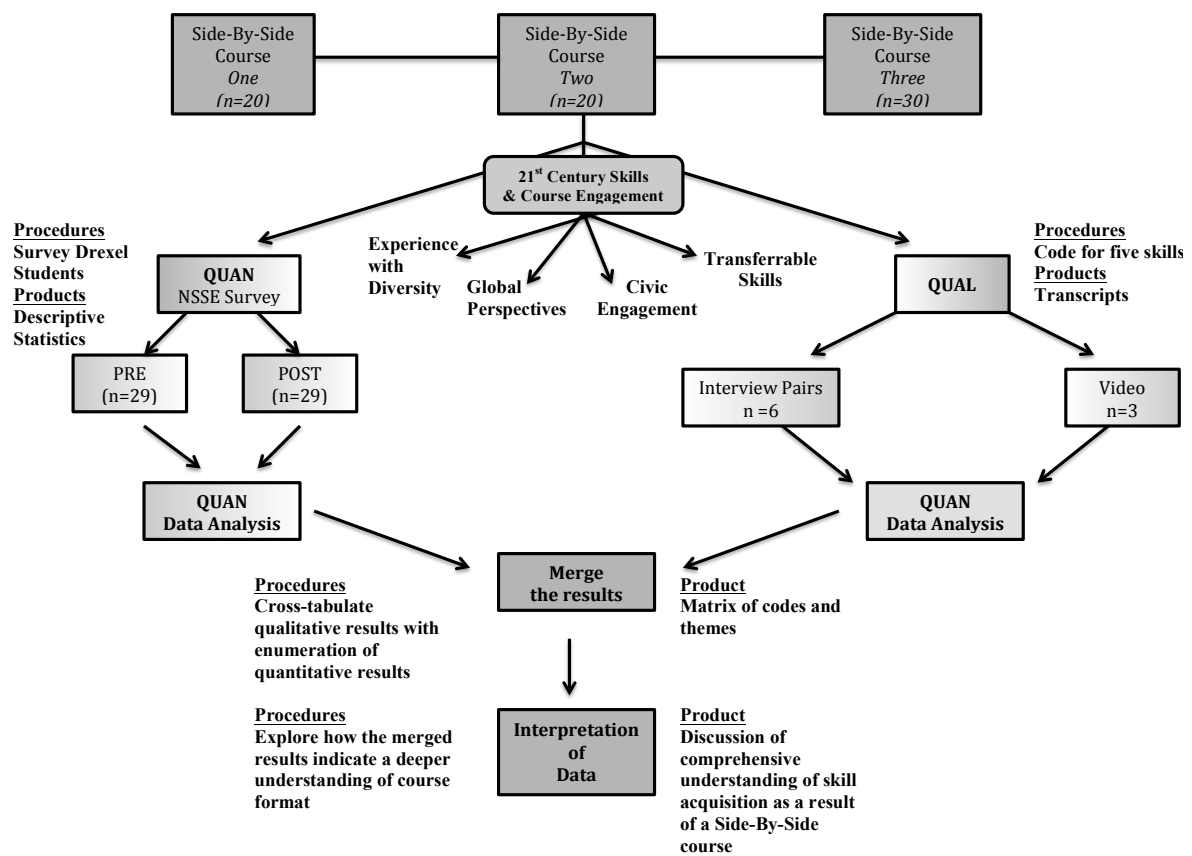 Side-By-Side
Course
One
(n=20)
Side-By-Side
Course
Two
(n=20)
Side-By-Side
Course
Three
(n=30)
21st Century Skills
& Course Engagement
Procedures
Survey Drexel
Students
Products
Descriptive
Statistics
QUAN
NSSE Survey
Experience
with
Diversity
Global
Perspectives
Civic
Engagement
Transferrable
Skills
QUAL
Procedures
Code for five skills
Products
Transcripts
PRE
(n=29)
POST
(n=29)
Interview Pairs
n =6
Video
n=3
QUAN
Data Analysis
QUAN
Data Analysis
Procedures
Cross-tabulate
qualitative results with
enumeration of
quantitative results
Merge
the results
Product
Matrix of codes and
themes
Procedures
Explore how the merged
results indicate a deeper
understanding of course
format
Interpretation
of
Data
Product
Discussion of
comprehensive
understanding of skill
acquisition as a result
of a Side-By-Side
course